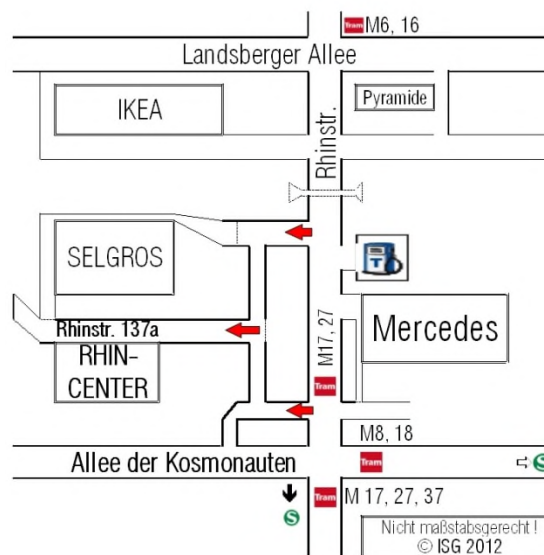 Tram M6, 16
Landsberger Allee
IKEA
Pyramide
Rhinstr.
SELGROS
T
Rhinstr. 137a
M17, 27
Mercedes
RHIN-
CENTER
Tram
M8, 18
Allee der Kosmonauten
Tram
S
Tram M 17, 27, 37
S
Nicht maßstabsgerecht !
© ISG 2012